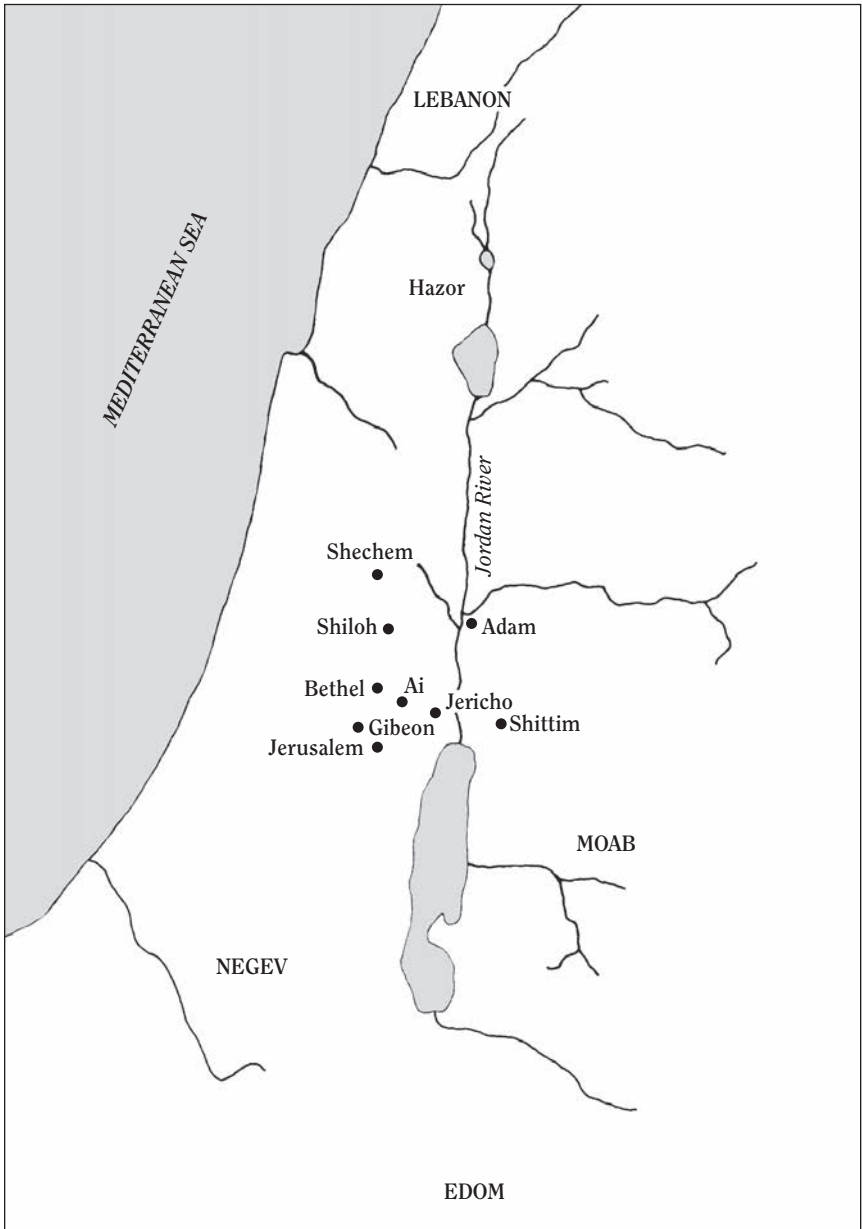 LEBANON
MEDITERRANEAN SEA
Hazor
Jordan River
Shechem
Shiloh
Adam
Bethel
Ai
Jericho
Gibeon
Shittim
Jerusalem
MOAB
NEGEV
EDOM